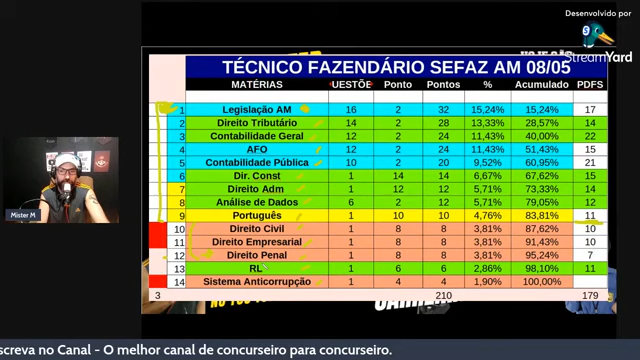 Desenvolvido por
StreamYard
TÉCNICO FAZENDÁRIO SEFAZ AM 08/05
MATÉRIAS UESTÕE Ponto Pontos % Acumulado PDFS
1 Legislação AM 16 2 32 15,24% 15,24% 17
2 Direito Tributário 14 2 28 13,33% 28,57% 14
3 Contabilidade Geral 12 2 24 11,43% 40,00% 22
4 AFO 12 2 24 11,43% 51,43% 15
5 Contabilidade Pública 10 2 20 9,52% 60,95% 21
6 Dir. Const 1 14 14 6,67% 67,62% 15
7 Direito Adm 1 12 12 5,71% 73,33% 14
8 Análise de Dados 6 2 12 5,71% 79,05% 12
9 Português 1 10 10 4,76% 83,81% 11
10 Direito Civil 1 8 8 3,81% 87,62% 10
11 Direito Empresarial 1 8 8 3,81% 91,43% 10
12 Direito Penal 1 8 8 3,81% 95,24% 7
13 RL 1 6 6 2,86% 98,10% 11
14 Sistema Anticorrupção 1 4 4 1,90% 100,00%
3 210 179
Mister M
screva no Canal - O melhor canal de concurseiro para concurseiro.